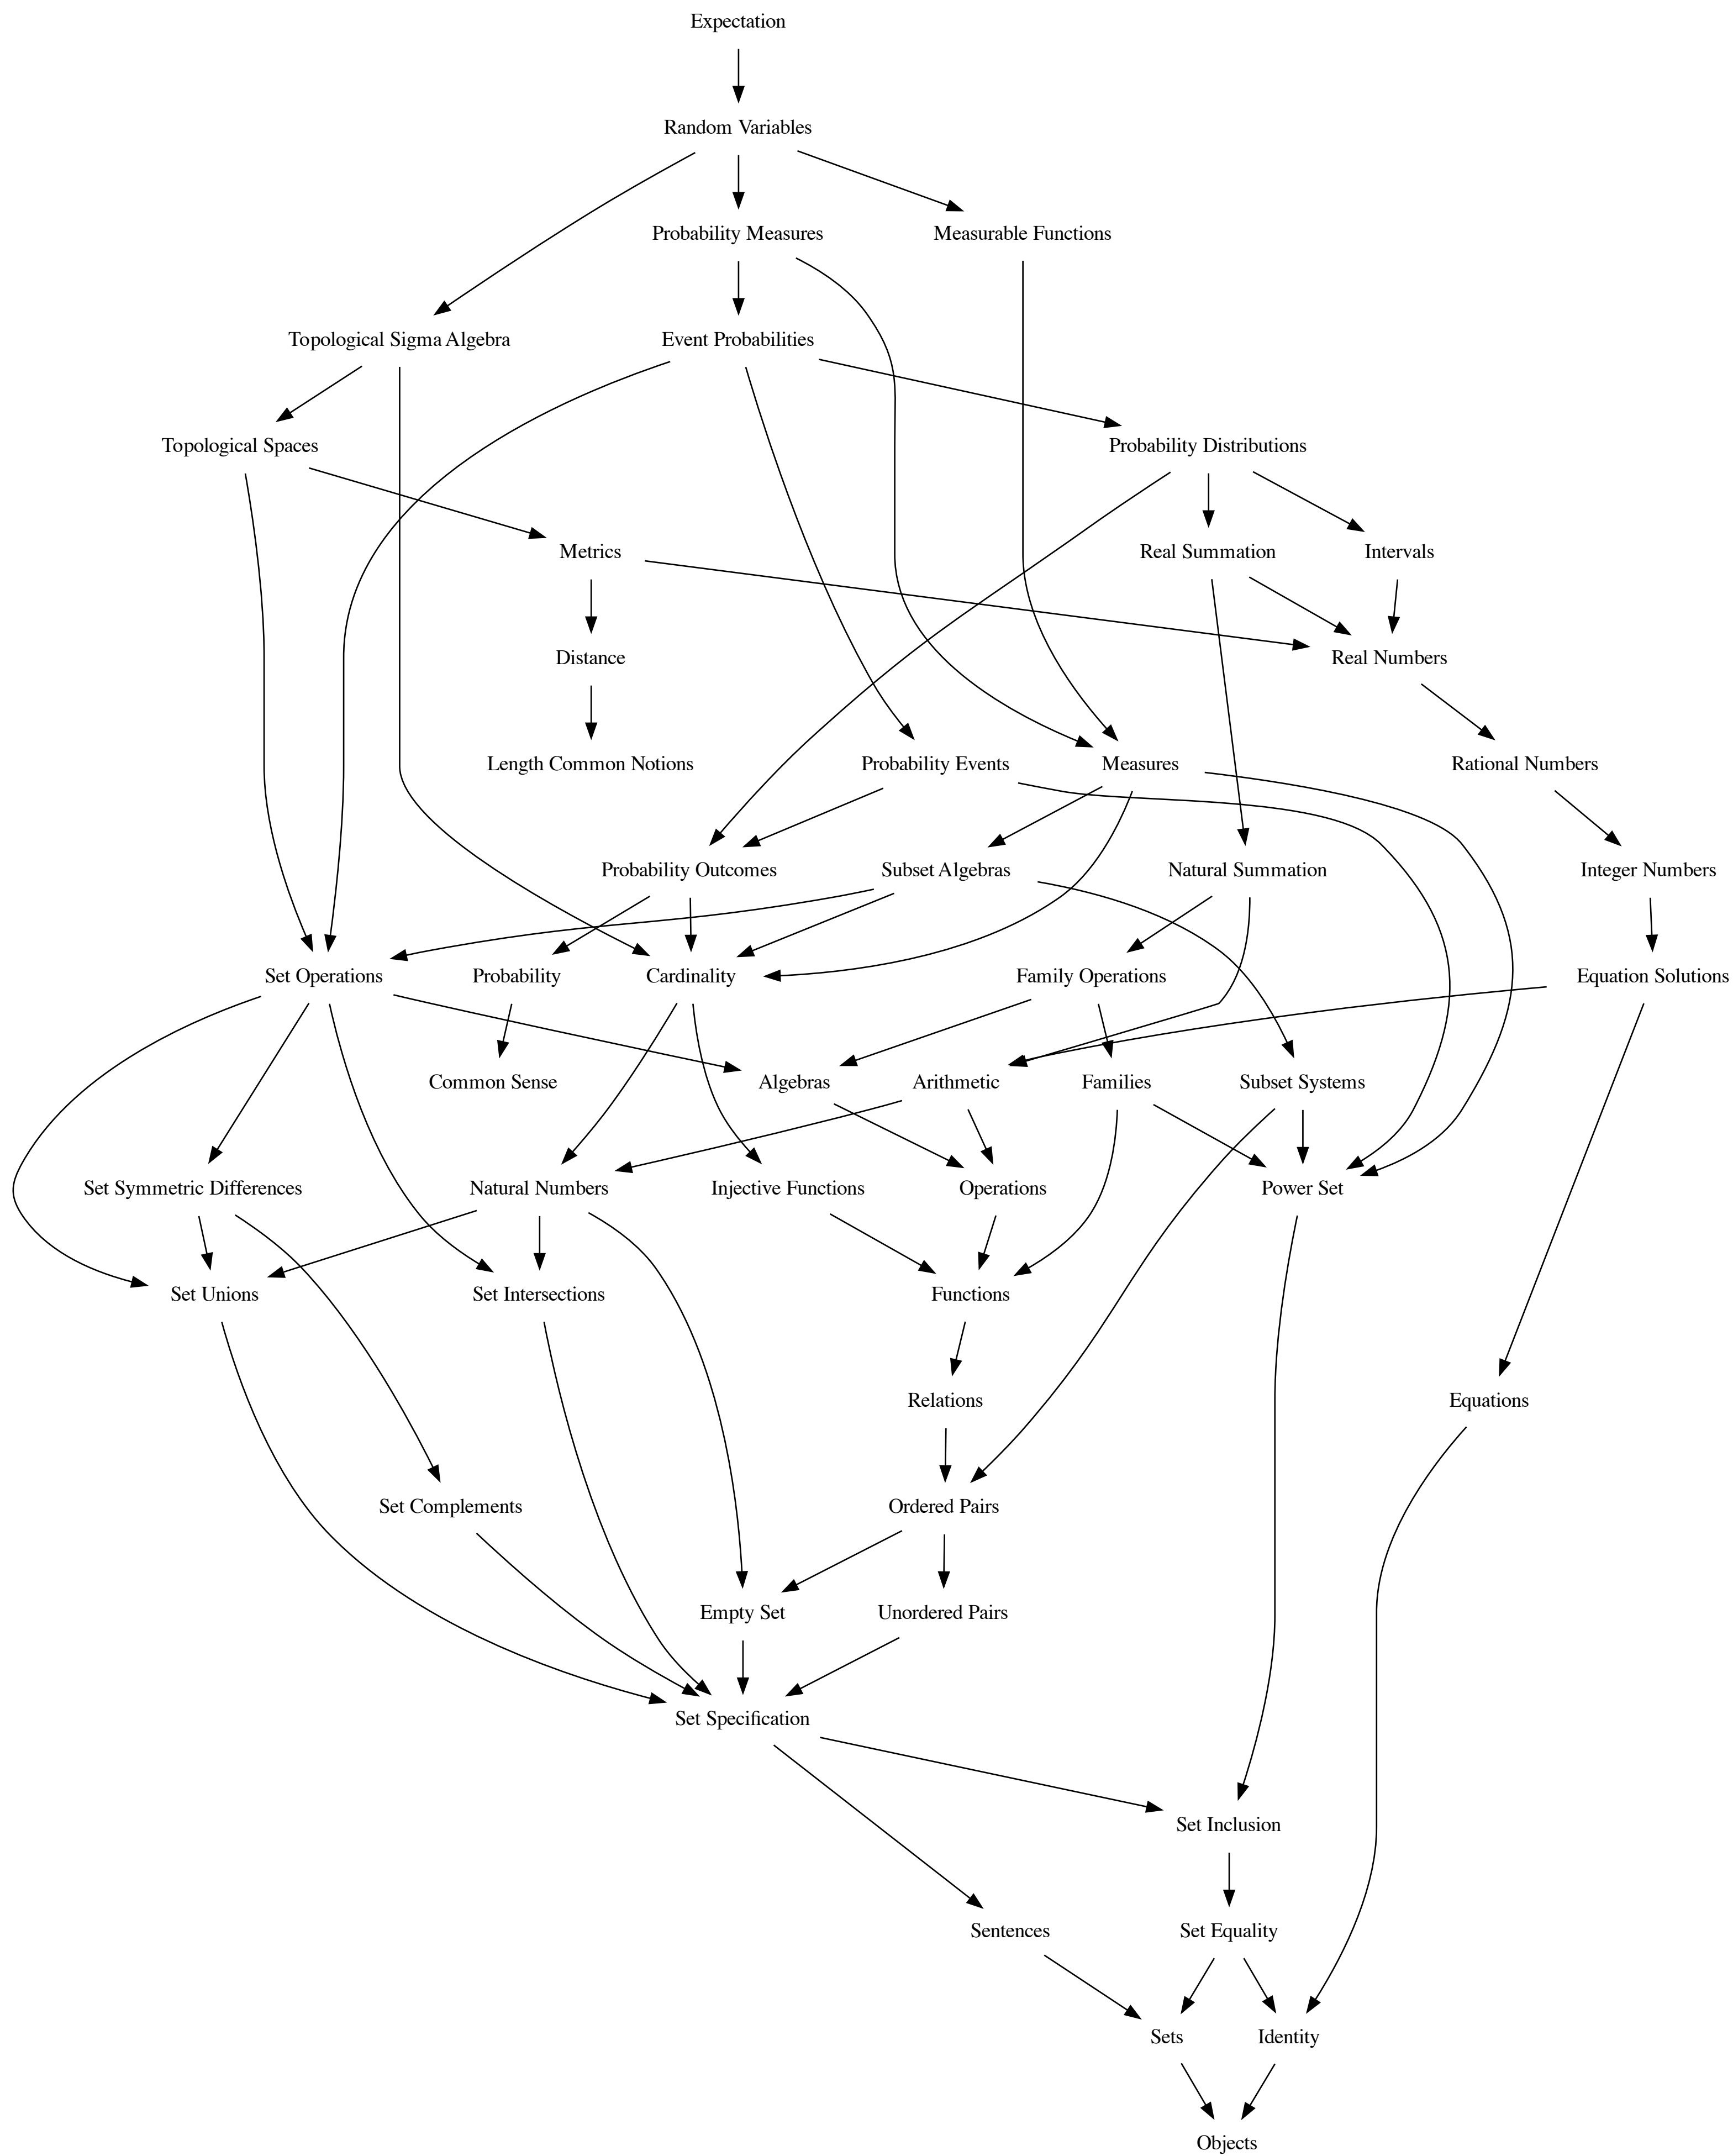 Expectation
Random Variables
Probability Measures
Measurable Functions
Topological Sigma Algebra
Event Probabilities
Topological Spaces
Probability Distributions
Metrics
Real Summation
Intervals
Distance
Real Numbers
Length Common Notions
Probability Events
Measures
Rational Numbers
Probability Outcomes
Subset Algebras
Natural Summation
Integer Numbers
Set Operations
Probability
Cardinality
Family Operations
Equation Solutions
Common Sense
Algebras
Arithmetic
Families
Subset Systems
Set Symmetric Differences
Natural Numbers
Injective Functions
Operations
Power Set
Set Unions
Set Intersections
Functions
Relations
Equations
Set Complements
Ordered Pairs
Empty Set
Unordered Pairs
Set Specification
Set Inclusion
Sentences
Set Equality
Sets
Identity
Objects